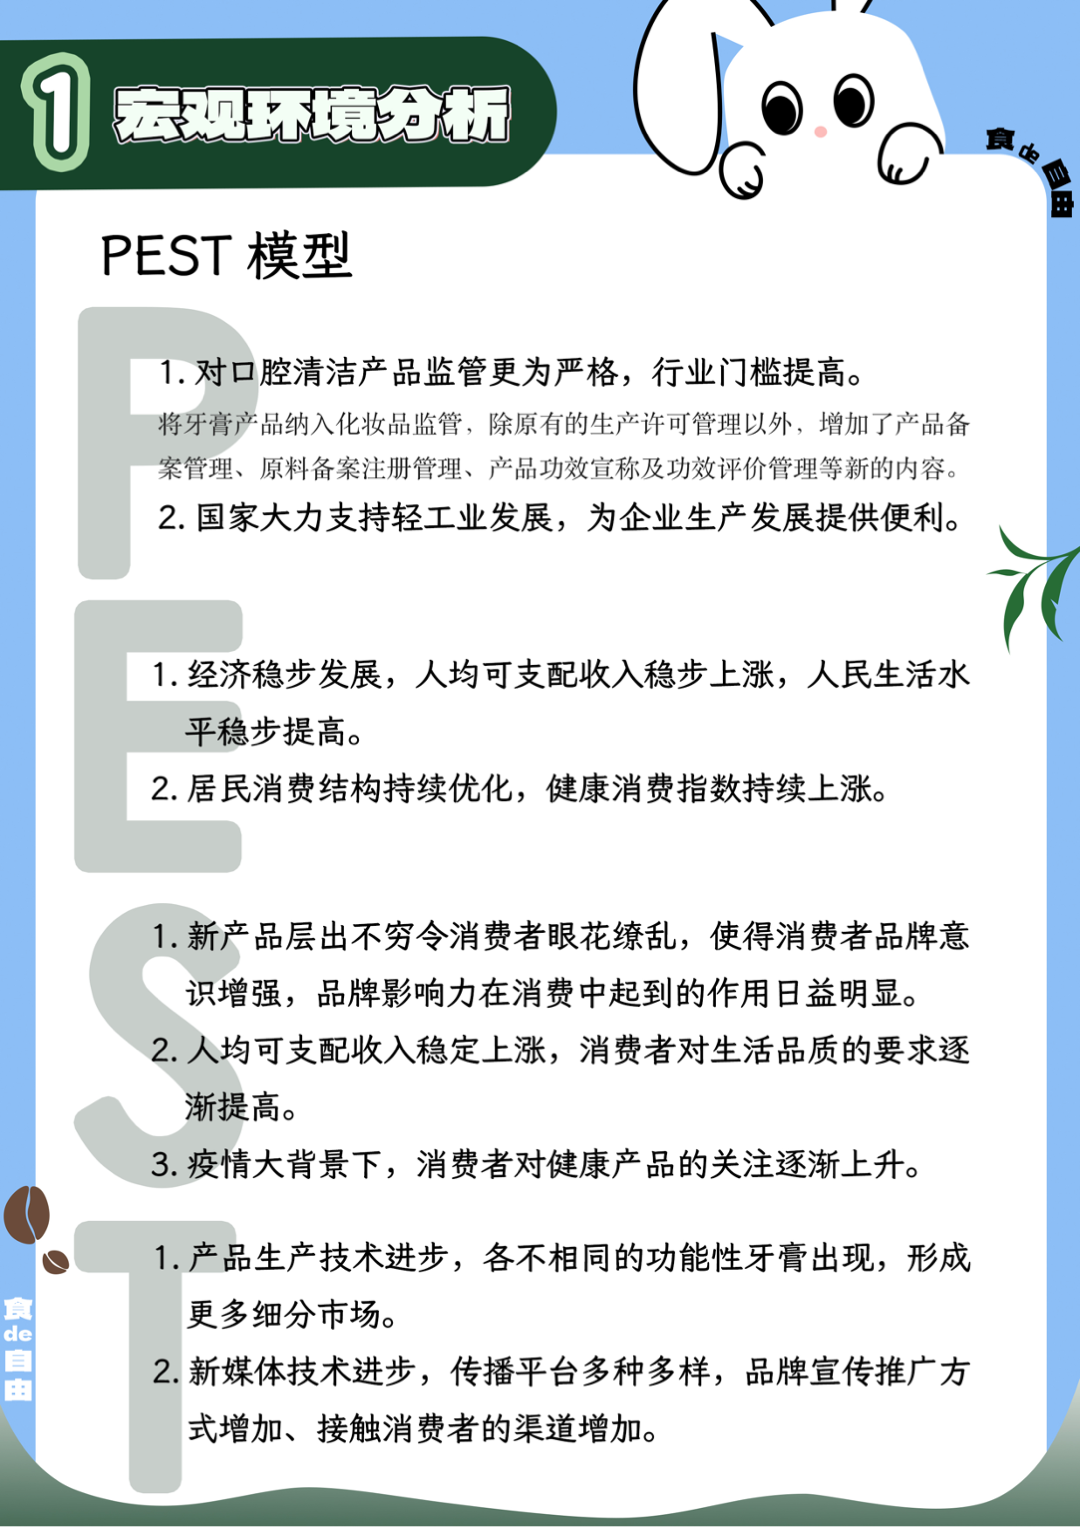 1
宏观环境分析
食de自由
PEST 模型
P
1. 对口腔清洁产品监管更为严格，行业门槛提高。
将牙膏产品纳入化妆品监管，除原有的生产许可管理以外，增加了产品备
案管理、原料备案注册管理、产品功效宣称及功效评价管理等新的内容。
2. 国家大力支持轻工业发展，为企业生产发展提供便利。
E
1. 经济稳步发展，人均可支配收入稳步上涨，人民生活水
平稳步提高。
2. 居民消费结构持续优化，健康消费指数持续上涨。
S
1. 新产品层出不穷令消费者眼花缭乱，使得消费者品牌意
识增强，品牌影响力在消费中起到的作用日益明显。
2. 人均可支配收入稳定上涨，消费者对生活品质的要求逐
渐提高。
3. 疫情大背景下，消费者对健康产品的关注逐渐上升。
T
1. 产品生产技术进步，各不相同的功能性牙膏出现，形成
更多细分市场。
2. 新媒体技术进步，传播平台多种多样，品牌宣传推广方
式增加、接触消费者的渠道增加。
食
de
自
由